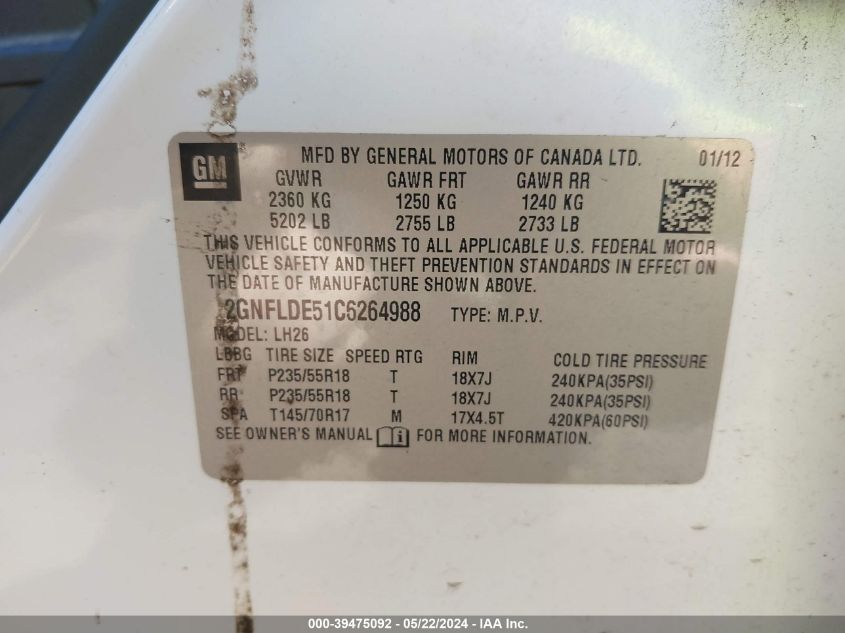 GM MFD BY GENERAL MOTORS OF CANADA LTD. 01/12
GVWR GAWR FRT GAWR RR
2360 KG 1250 KG 1240 KG
5202 LB 2755 LB 2733 LB
THIS VEHICLE CONFORMS TO ALL APPLICABLE U.S. FEDERAL MOTOR
VEHICLE SAFETY AND THEFT PREVENTION STANDARDS IN EFFECT ON
THE DATE OF MANUFACTURE SHOWN ABOVE.
2GNFLDE51C6264988 TYPE: M.P.V.
MODEL: LH26
LBBG TIRE SIZE SPEED RTG RIM COLD TIRE PRESSURE
FRT P235/55R18 T 18X7J 240KPA(35PSI)
RR P235/55R18 T 18X7J 240KPA(35PSI)
SPA T145/70R17 M 17X4.5T 420KPA(60PSI)
SEE OWNER'S MANUAL i FOR MORE INFORMATION.
000-39475092 - 05/22/2024 - IAA Inc.